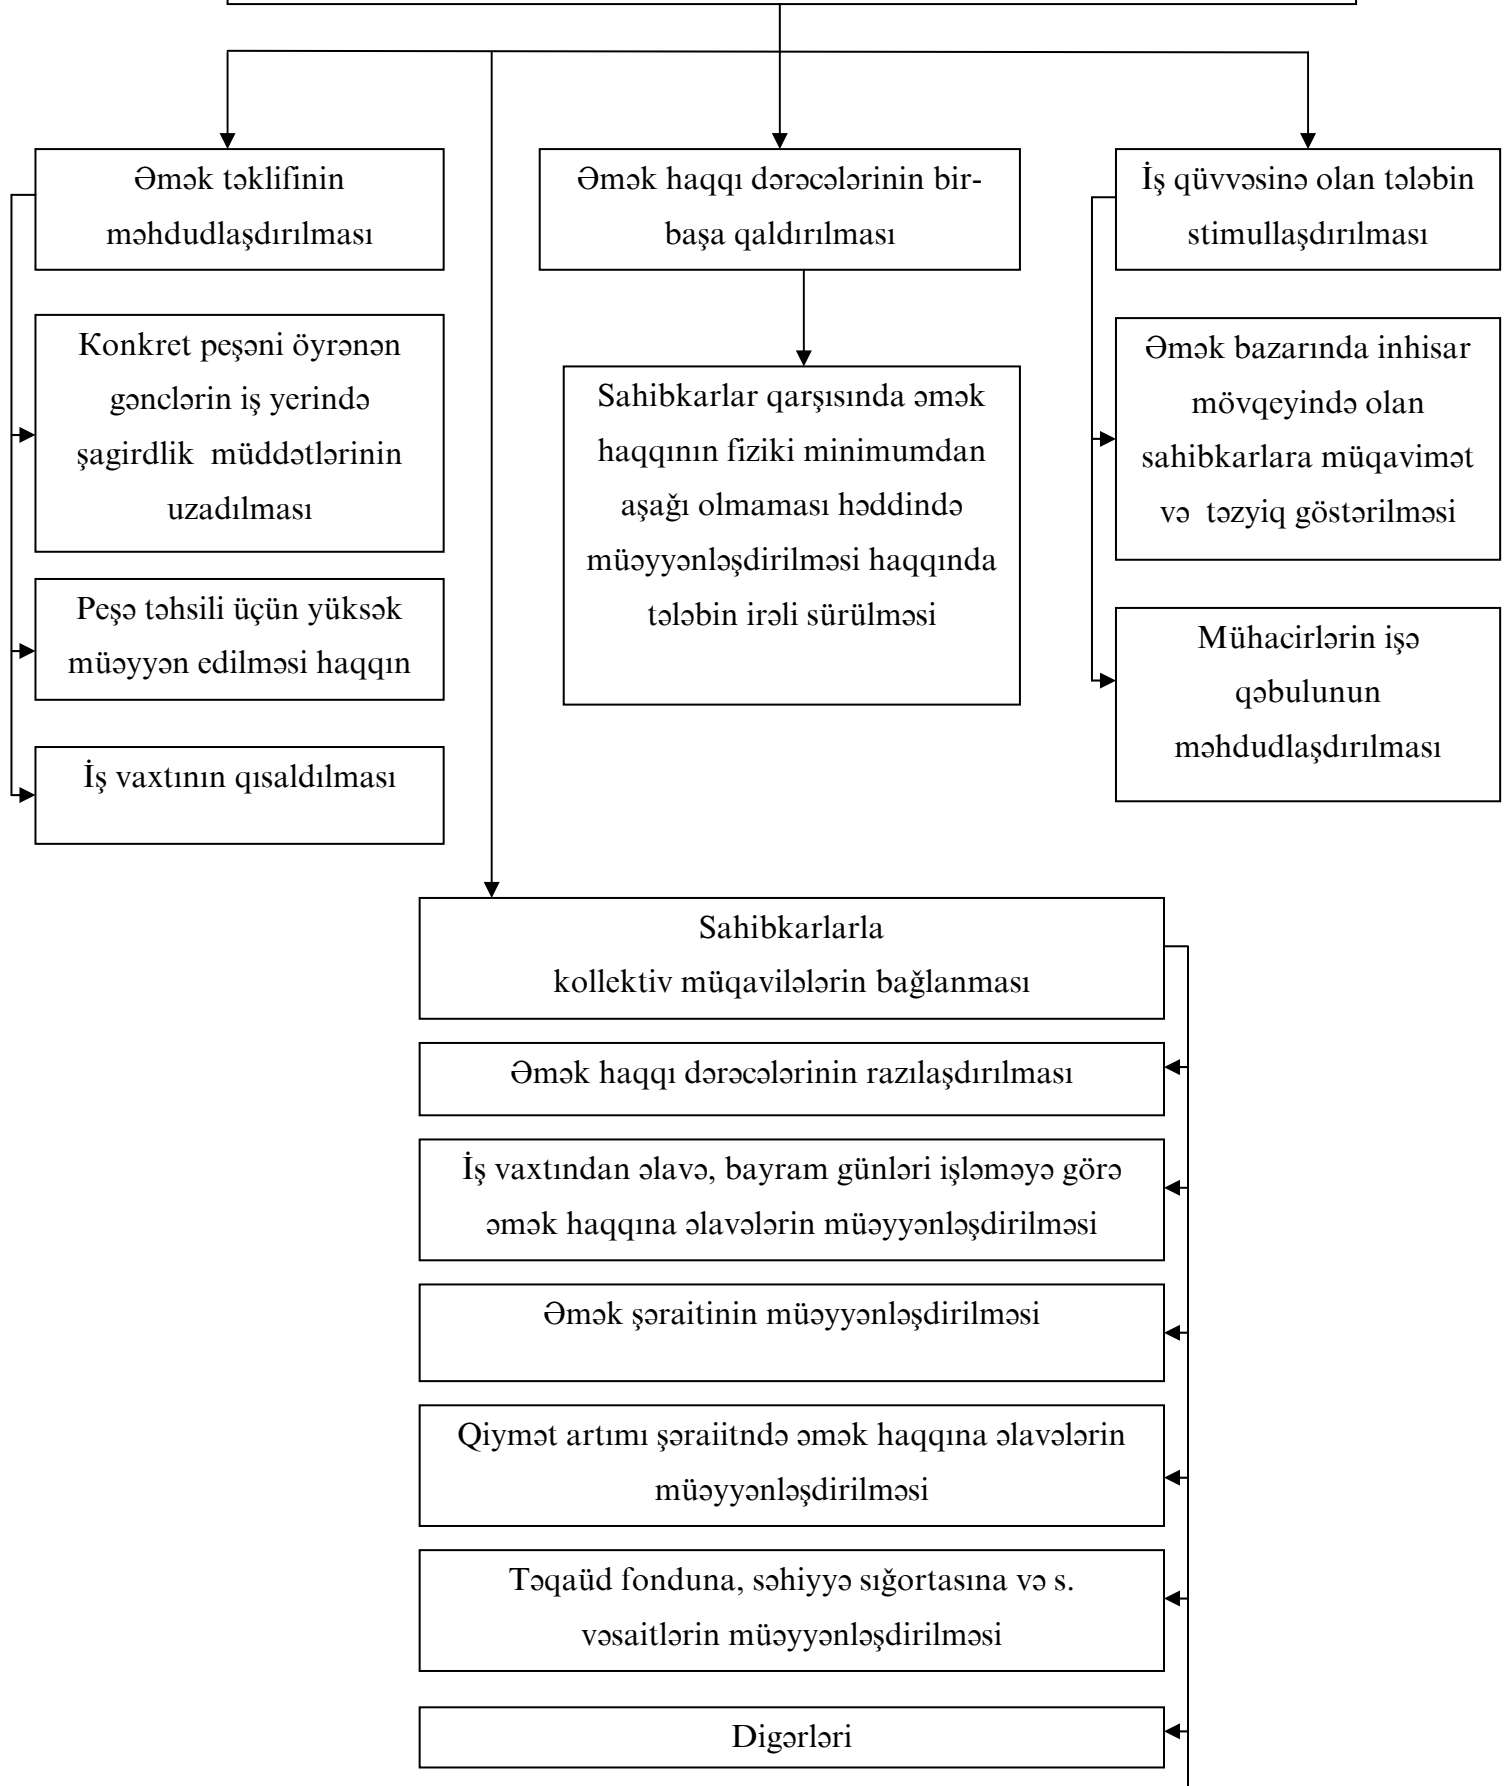 Əmək təklifinin
məhdudlaşdırılması
Konkret peşəni öyrənən
gənclərin iş yerində
şagirdlik müddətlərinin
uzadılması
Peşə təhsili üçün yüksək
müəyyən edilməsi haqqın
İş vaxtının qısaldılması
Əmək haqqı dərəcələrinin bir-
başa qaldırılması
Sahibkarlar qarşısında əmək
haqqının fiziki minimumdan
aşağı olmaması həddində
müəyyənləşdirilməsi haqqında
tələbin irəli sürülməsi
İş qüvvəsinə olan tələbin
stimullaşdırılması
Əmək bazarında inhisar
mövqeyində olan
sahibkarlara müqavimət
və təzyiq göstərilməsi
Mühacirlərin işə
qəbulunun
məhdudlaşdırılması
Sahibkarlarla
kollektiv müqavilələrin bağlanması
Əmək haqqı dərəcələrinin razılaşdırılması
İş vaxtından əlavə, bayram günləri işləməyə görə
əmək haqqına əlavələrin müəyyənləşdirilməsi
Əmək şəraitinin müəyyənləşdirilməsi
Qiymət artımı şəraiitndə əmək haqqına əlavələrin
müəyyənləşdirilməsi
Təqaüd fonduna, səhiyyə sığortasına və s.
vəsaitlərin müəyyənləşdirilməsi
Digərləri